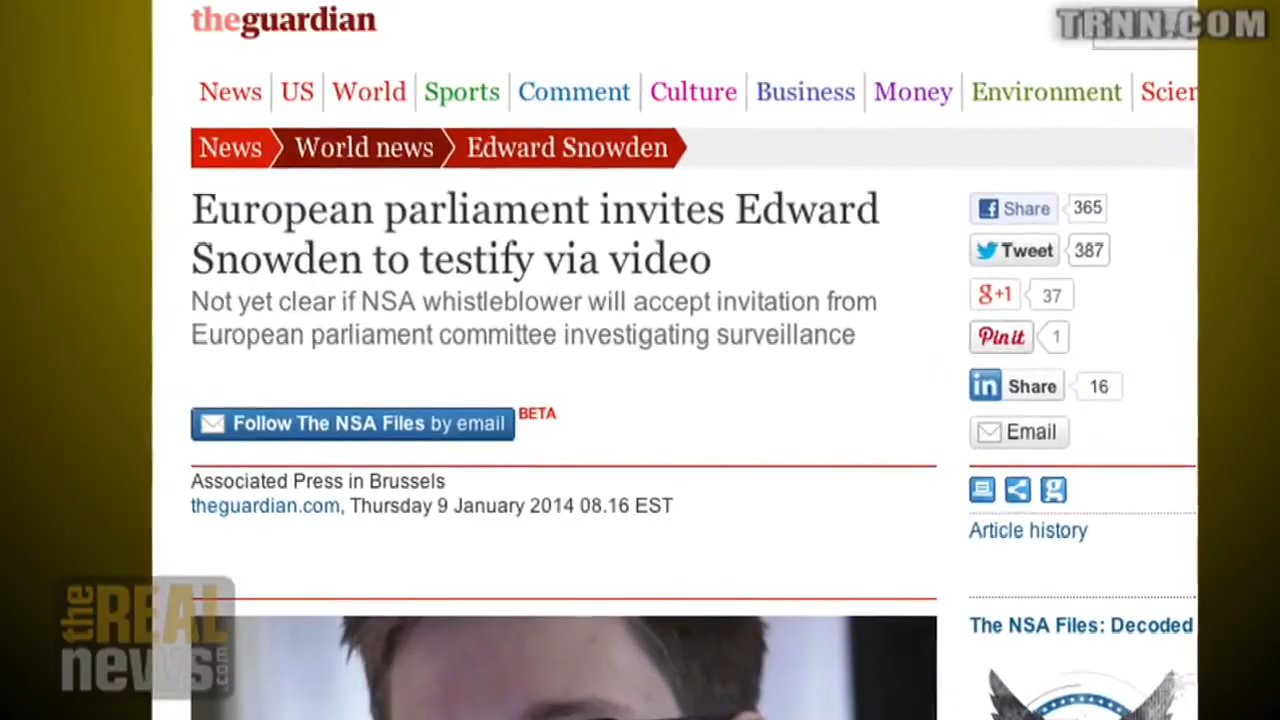 theguardian
TRNN.COM
News US World Sports Comment Culture Business Money Environment Scien
News World news Edward Snowden
European parliament invites Edward
Snowden to testify via video
Not yet clear if NSA whistleblower will accept invitation from
European parliament committee investigating surveillance
Share 365
Tweet 387
g+1 37
Pin it 1
in Share 16
Email
Follow The NSA Files by email BETA
Associated Press in Brussels
theguardian.com, Thursday 9 January 2014 08.16 EST
Article history
The NSA Files: Decoded
the REAL
news.com